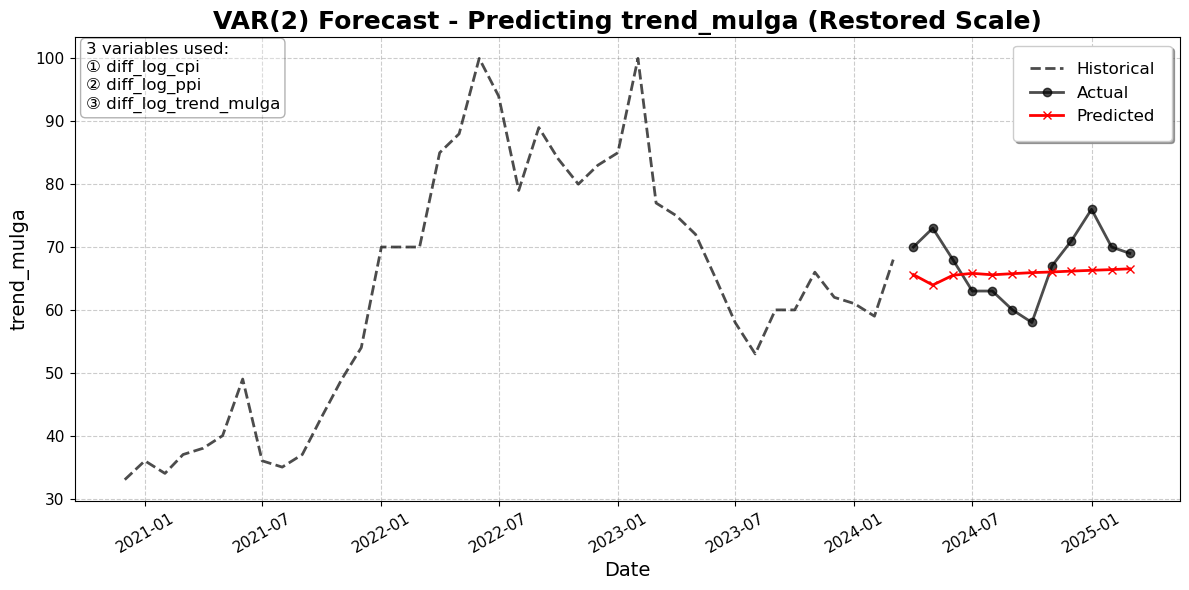 VAR(2) Forecast - Predicting trend_mulga (Restored Scale)
3 variables used:
① diff_log_cpi
② diff_log_ppi
③ diff_log_trend_mulga
Historical
Actual
Predicted
trend_mulga
100
90
80
70
60
50
40
30
2021-01
2021-07
2022-01
2022-07
2023-01
2023-07
2024-01
2024-07
2025-01
Date